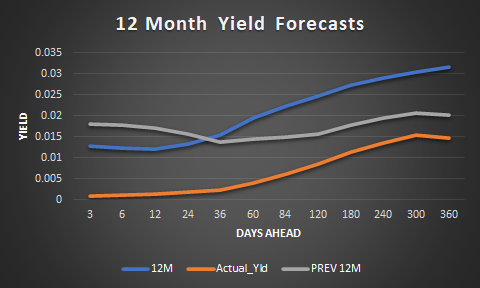 12 Month Yield Forecasts
0.035
0.03
0.025
0.02
0.015
0.01
0.005
0
YIELD
3 6 12 24 36 60 84 120 180 240 300 360
DAYS AHEAD
12M Actual_Yld PREV 12M